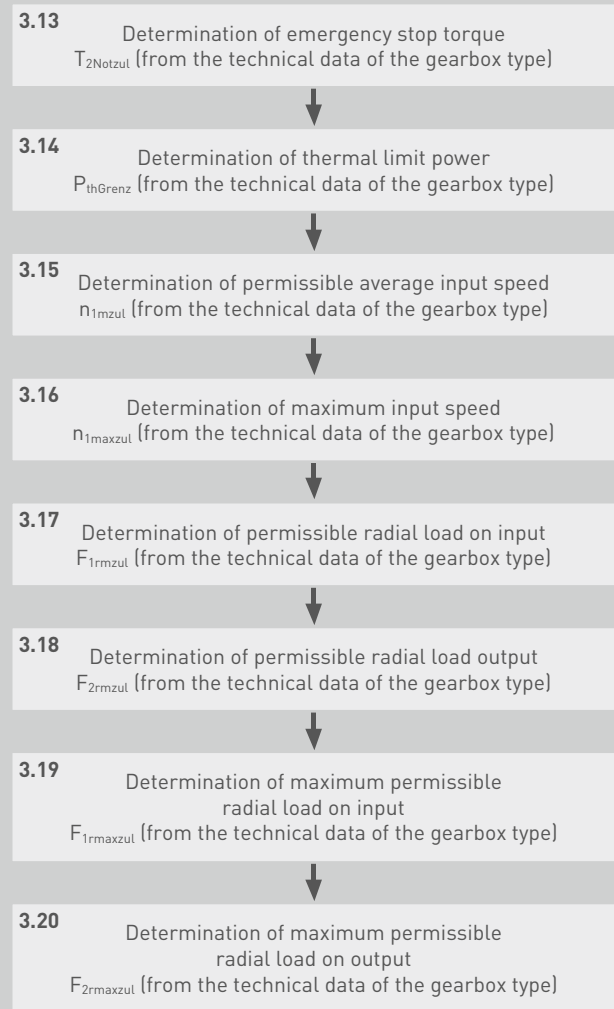 3.13
Determination of emergency stop torque
T2Notzul (from the technical data of the gearbox type)
3.14
Determination of thermal limit power
PthGrenz (from the technical data of the gearbox type)
3.15
Determination of permissible average input speed
n1mzul (from the technical data of the gearbox type)
3.16
Determination of maximum input speed
n1maxzul (from the technical data of the gearbox type)
3.17
Determination of permissible radial load on input
F1rmzul (from the technical data of the gearbox type)
3.18
Determination of permissible radial load output
F2rmzul (from the technical data of the gearbox type)
3.19
Determination of maximum permissible
radial load on input
F1rmaxzul (from the technical data of the gearbox type)
3.20
Determination of maximum permissible
radial load on output
F2rmaxzul (from the technical data of the gearbox type)